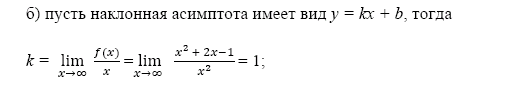 б) пусть наклонная асимптота имеет вид y = kx + b, тогда
k = lim x→∞ f(x)/x = lim x→∞ (x² + 2x − 1)/x² = 1;